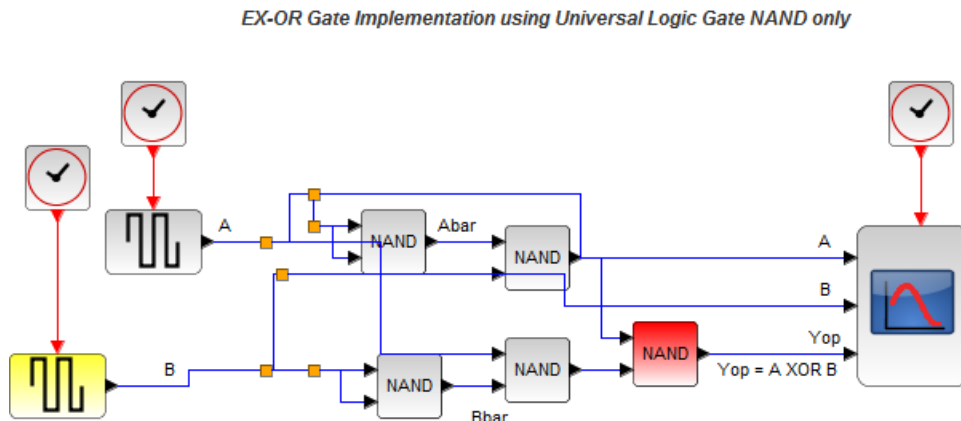 EX-OR Gate Implementation using Universal Logic Gate NAND only
A
NAND
Abar
NAND
A
B
NAND
Yop
Yop = A XOR B
B
NAND
NAND
Bbar